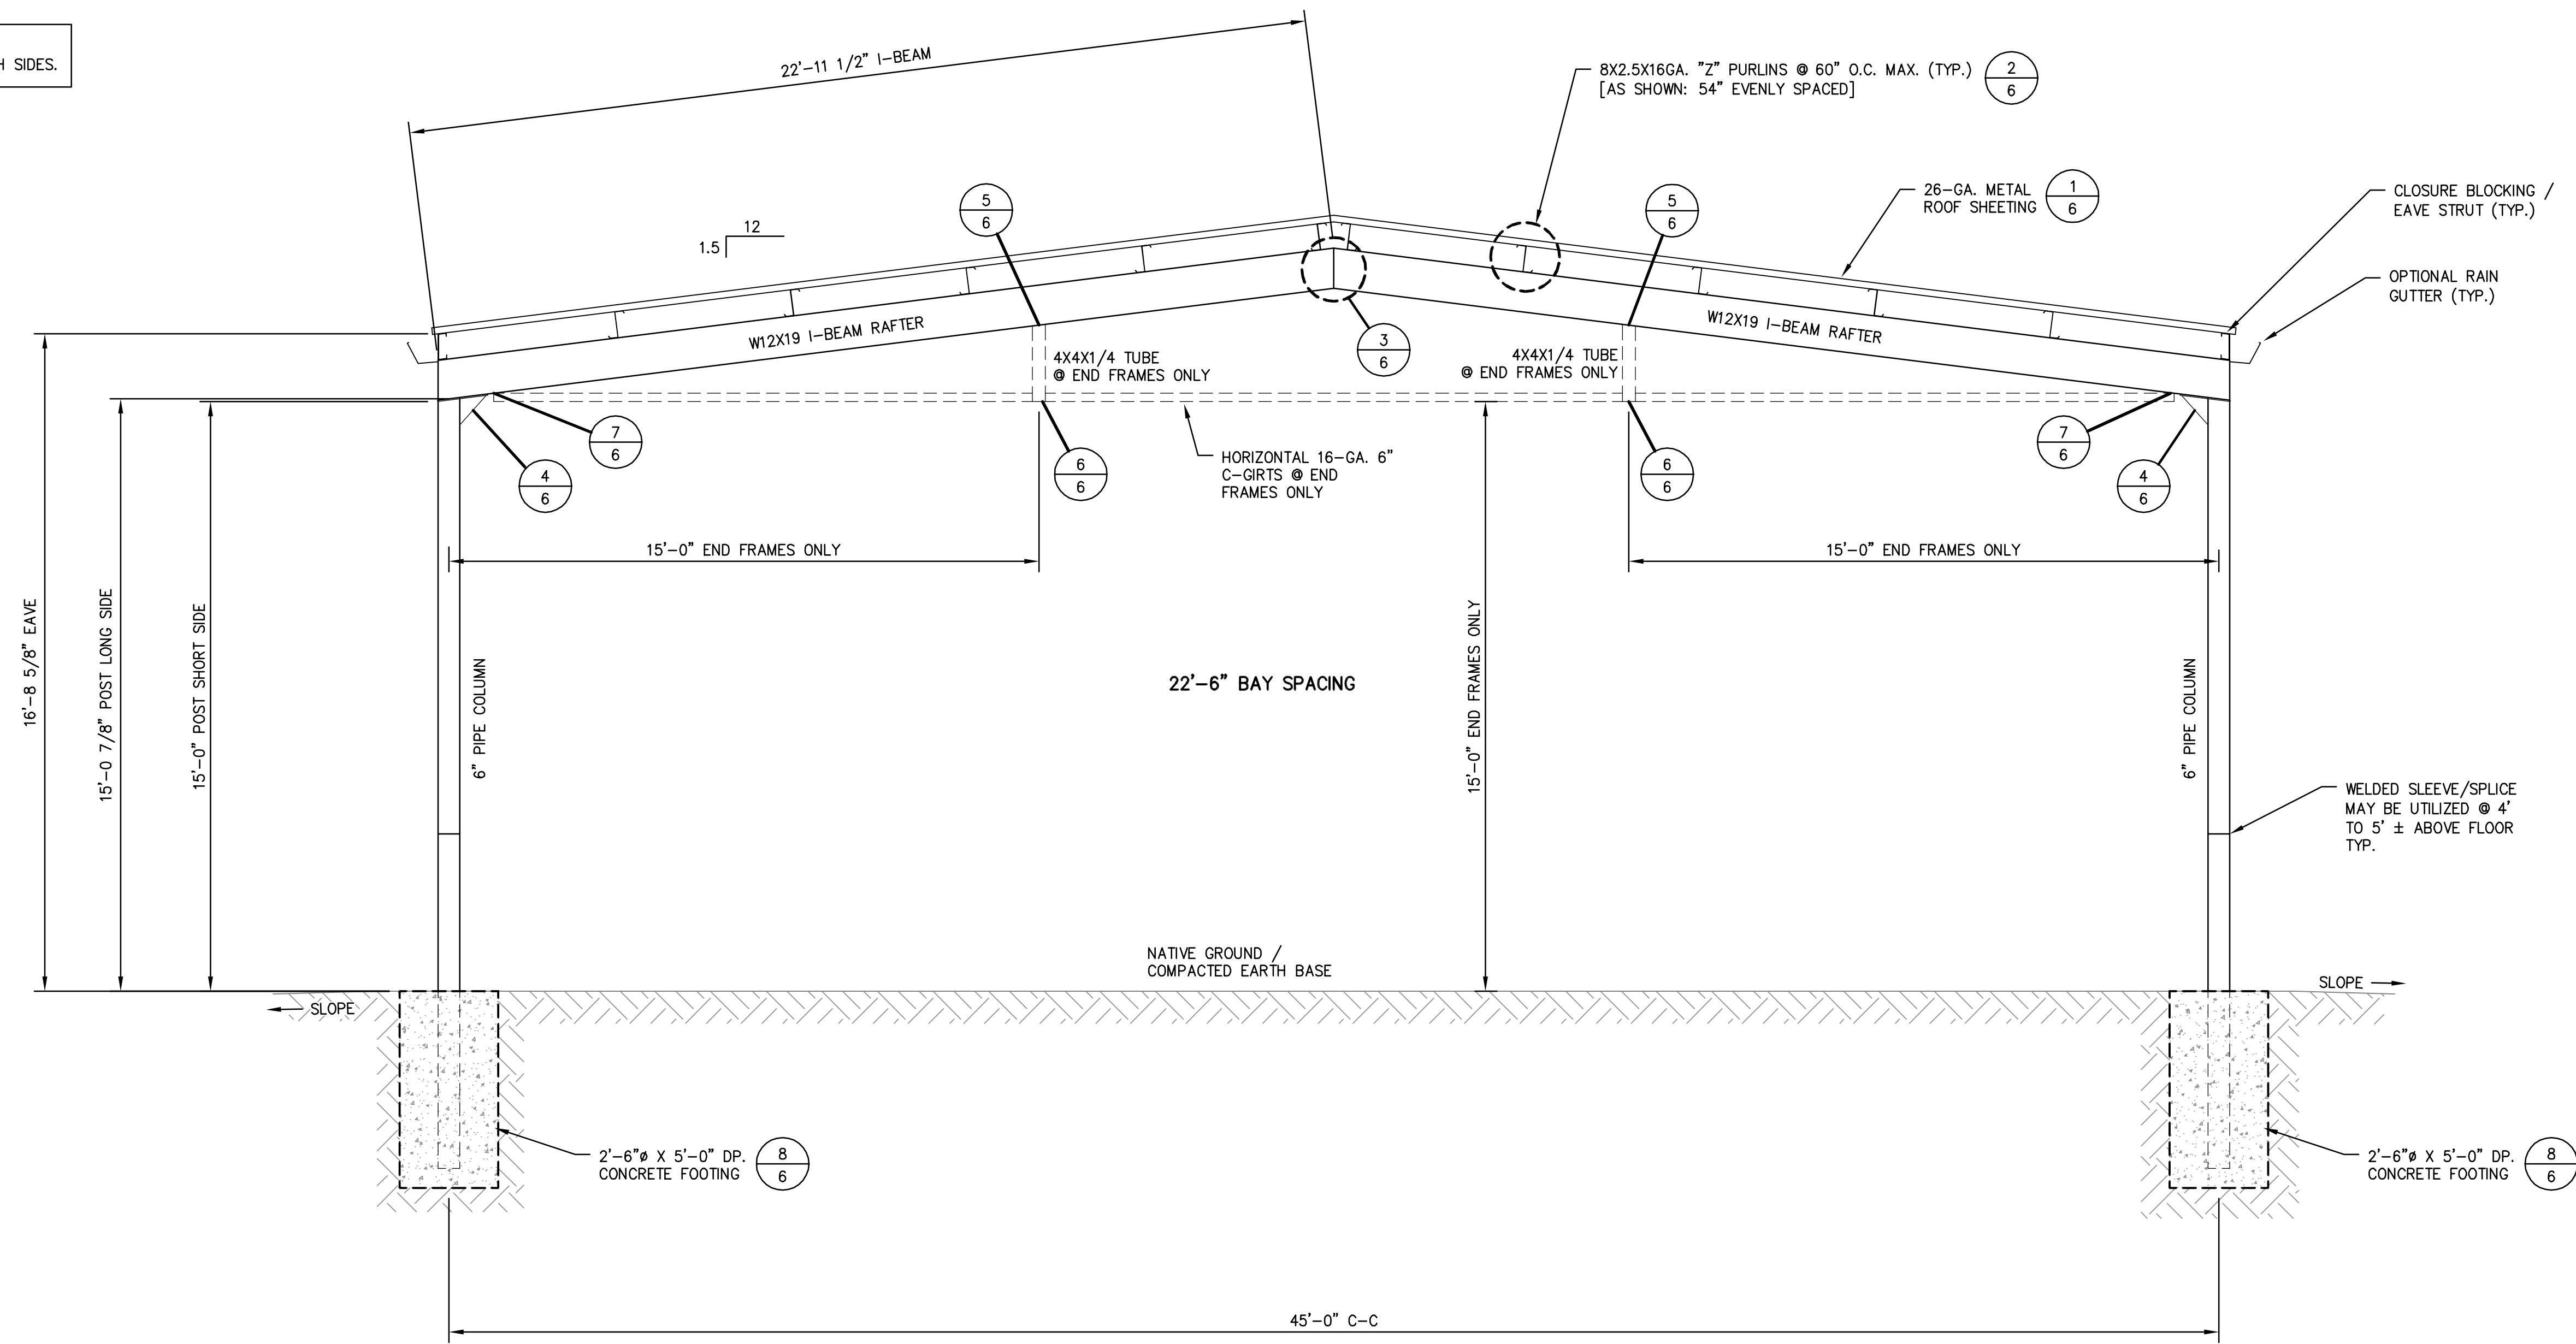 H SIDES.
22'-11 1/2" I-BEAM
8X2.5X16GA. "Z" PURLINS @ 60" O.C. MAX. (TYP.)
[AS SHOWN: 54" EVENLY SPACED]
2
6
26-GA. METAL
ROOF SHEETING
1
6
CLOSURE BLOCKING /
EAVE STRUT (TYP.)
OPTIONAL RAIN
GUTTER (TYP.)
12
1.5
5
6
5
6
W12X19 I-BEAM RAFTER
W12X19 I-BEAM RAFTER
3
6
4X4X1/4 TUBE
@ END FRAMES ONLY
4X4X1/4 TUBE
@ END FRAMES ONLY
7
6
4
6
6
6
HORIZONTAL 16-GA. 6"
C-GIRTS @ END
FRAMES ONLY
6
6
7
6
4
6
15'-0" END FRAMES ONLY
15'-0" END FRAMES ONLY
16'-8 5/8" EAVE
15'-0 7/8" POST LONG SIDE
15'-0" POST SHORT SIDE
6" PIPE COLUMN
22'-6" BAY SPACING
15'-0" END FRAMES ONLY
6" PIPE COLUMN
WELDED SLEEVE/SPLICE
MAY BE UTILIZED @ 4'
TO 5' ± ABOVE FLOOR
TYP.
NATIVE GROUND /
COMPACTED EARTH BASE
SLOPE
SLOPE
2'-6"ø X 5'-0" DP.
CONCRETE FOOTING
8
6
2'-6"ø X 5'-0" DP.
CONCRETE FOOTING
8
6
45'-0" C-C